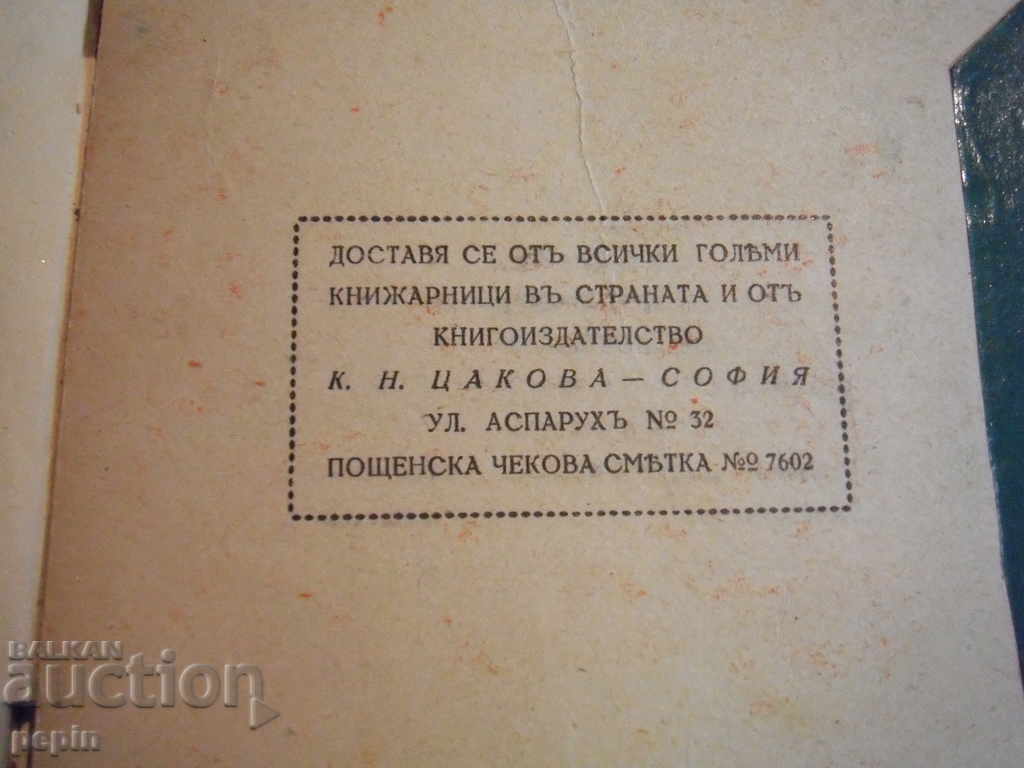 ДОСТАВЯ СЕ ОТЪ ВСИЧКИ ГОЛѢМИ
КНИЖАРНИЦИ ВЪ СТРАНАТА И ОТЪ
КНИГОИЗДАТЕЛСТВО
К. Н. ЦАКОВА — СОФИЯ
УЛ. АСПАРУХЪ № 32
ПОЩЕНСКА ЧЕКОВА СМѢТКА № 7602
BALKAN
auction
pepin